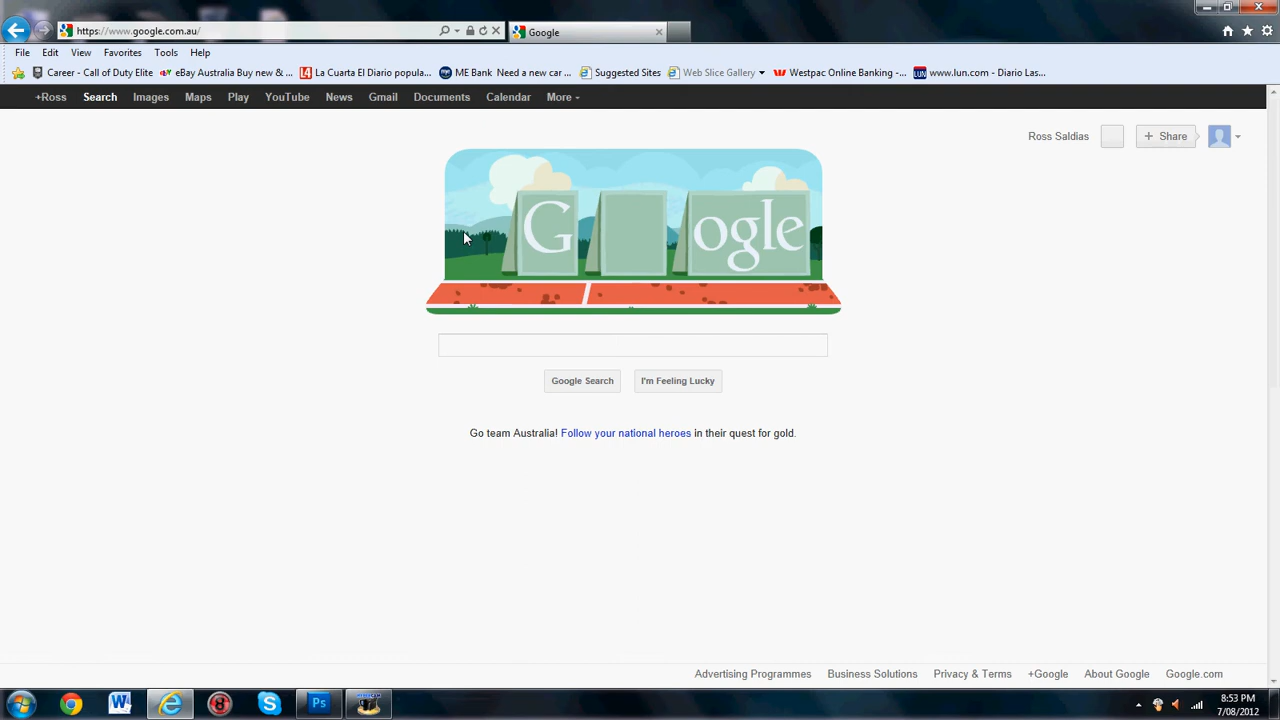 https://www.google.com.au/
Google
File Edit View Favorites Tools Help
Career - Call of Duty Elite eBay Australia Buy new & ... La Cuarta El Diario popula... ME Bank Need a new car ... Suggested Sites Web Slice Gallery Westpac Online Banking -... LUN www.lun.com - Diario Las...
+Ross Search Images Maps Play YouTube News Gmail Documents Calendar More
Ross Saldias + Share
G ogle
Google Search I'm Feeling Lucky
Go team Australia! Follow your national heroes in their quest for gold.
Advertising Programmes Business Solutions Privacy & Terms +Google About Google Google.com
W Ps 8:53 PM
7/08/2012